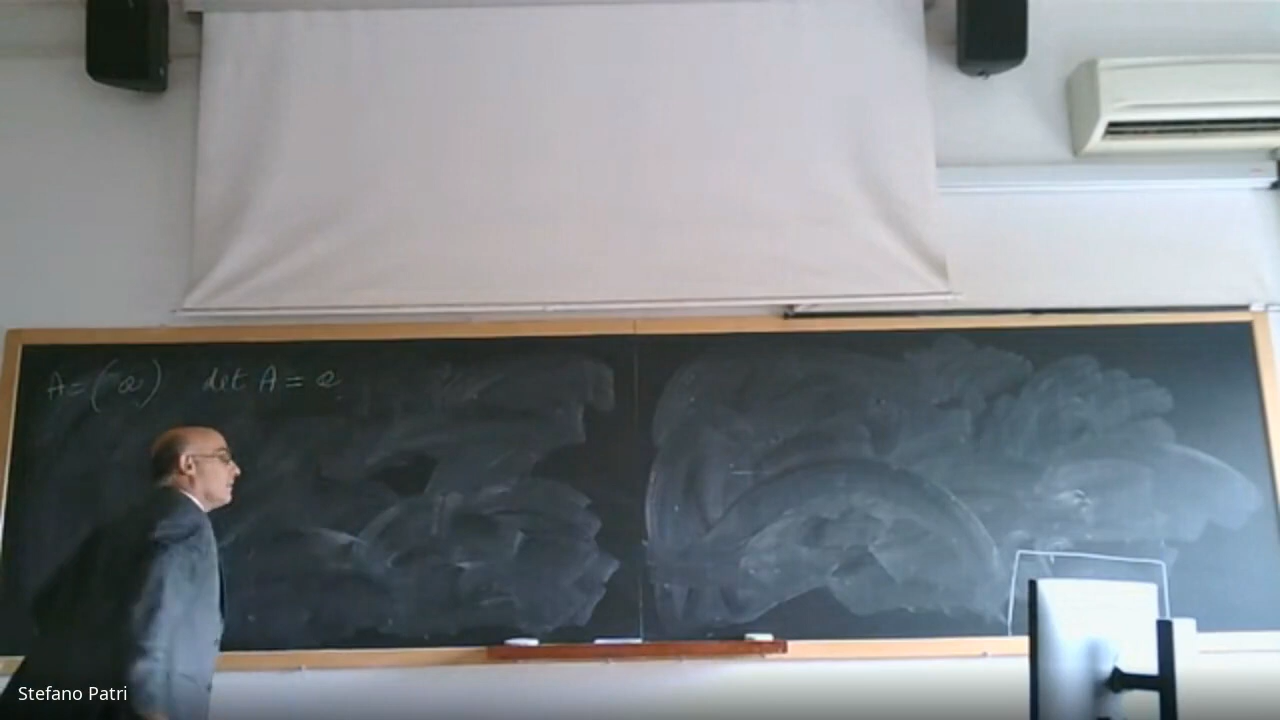 A = (a) det A = a
Stefano Patri